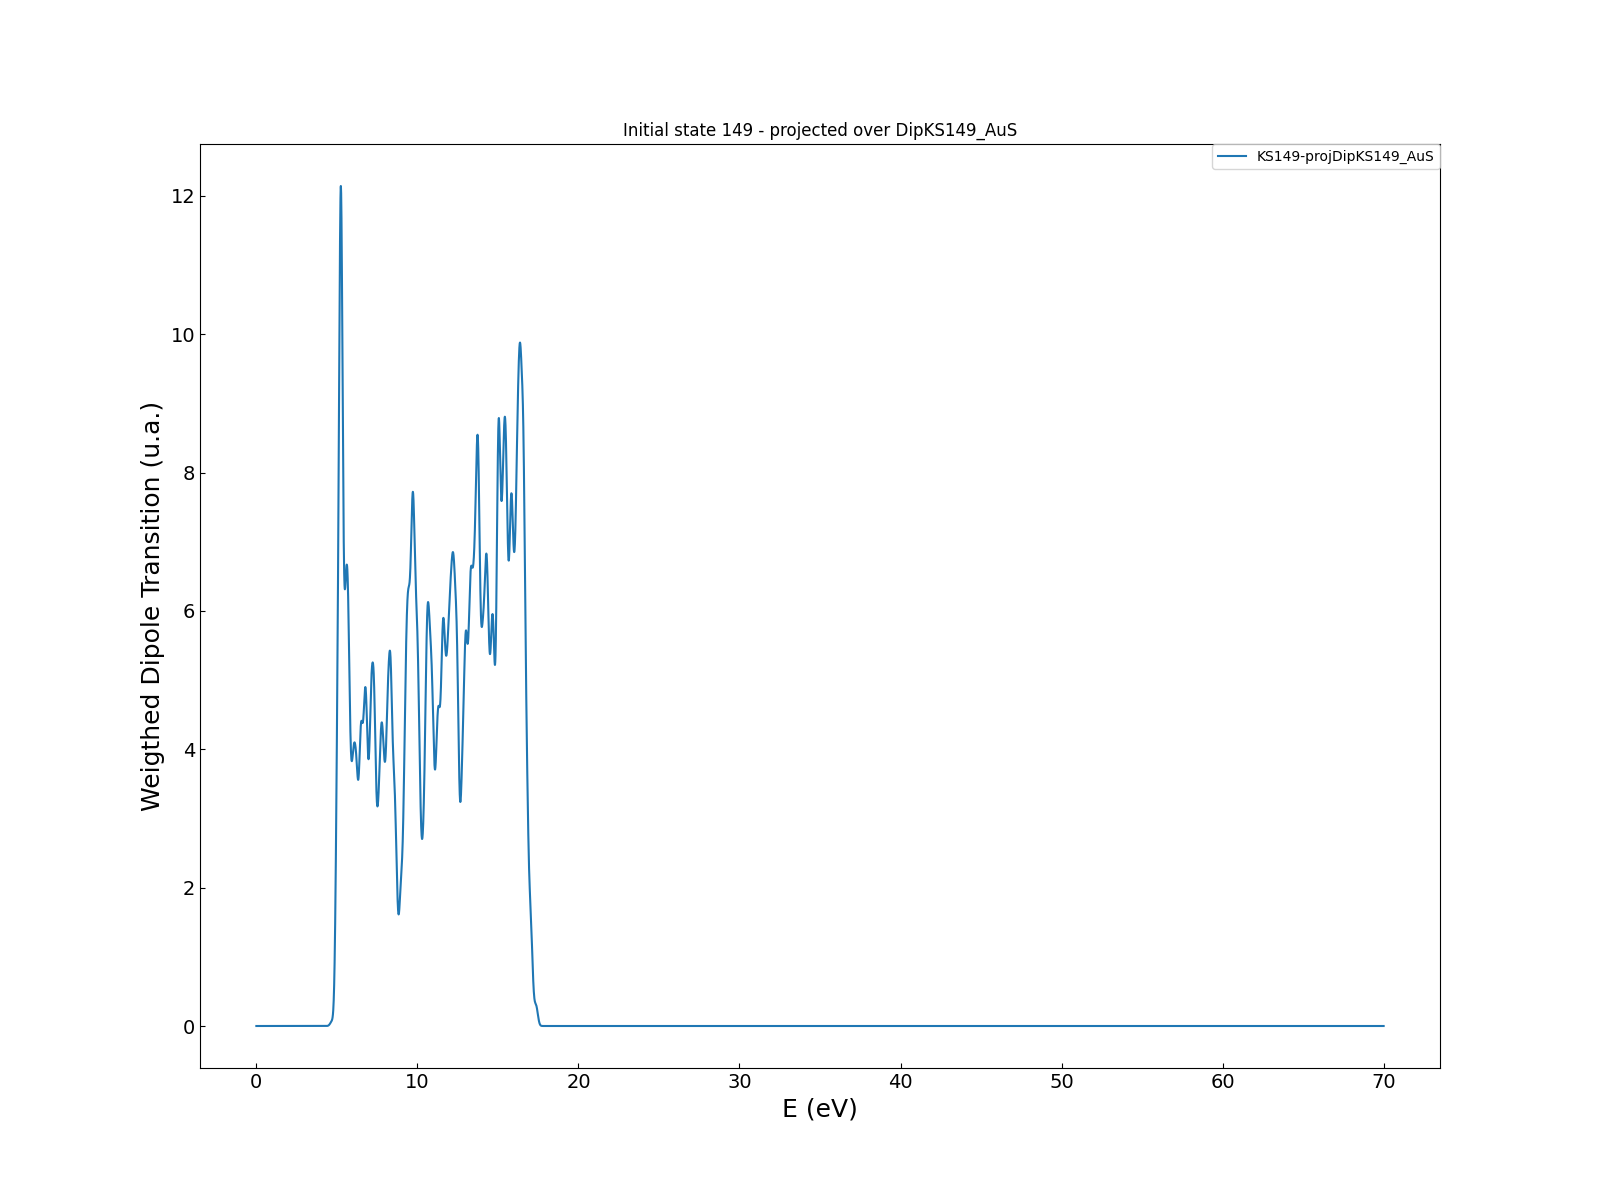 Initial state 149 - projected over DipKS149_AuS
KS149-projDipKS149_AuS
Weigthed Dipole Transition (u.a.)
12
10
8
6
4
2
0
0 10 20 30 40 50 60 70
E (eV)